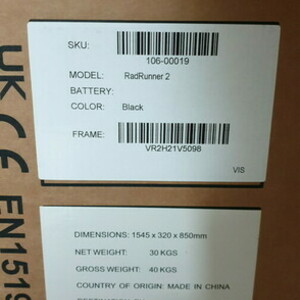 SKU:
106-00019
MODEL: RadRunner 2
BATTERY:
COLOR: Black
FRAME:
VR2H21V5098
VIS
DIMENSIONS: 1545 x 320 x 850mm
NET WEIGHT: 30 KGS
GROSS WEIGHT: 40 KGS
COUNTRY OF ORIGIN: MADE IN CHINA
UK CE EN1519